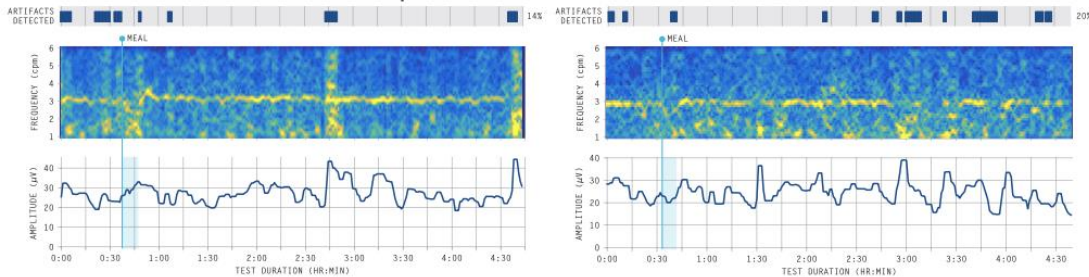 ARTIFACTS
DETECTED
14%
MEAL
FREQUENCY (cpm)
6
5
4
3
2
1
AMPLITUDE (µV)
40
30
20
10
0
0:00 0:30 1:00 1:30 2:00 2:30 3:00 3:30 4:00 4:30
TEST DURATION (HR:MIN)
ARTIFACTS
DETECTED
20%
MEAL
FREQUENCY (cpm)
6
5
4
3
2
1
AMPLITUDE (µV)
40
30
20
10
0
0:00 0:30 1:00 1:30 2:00 2:30 3:00 3:30 4:00 4:30
TEST DURATION (HR:MIN)